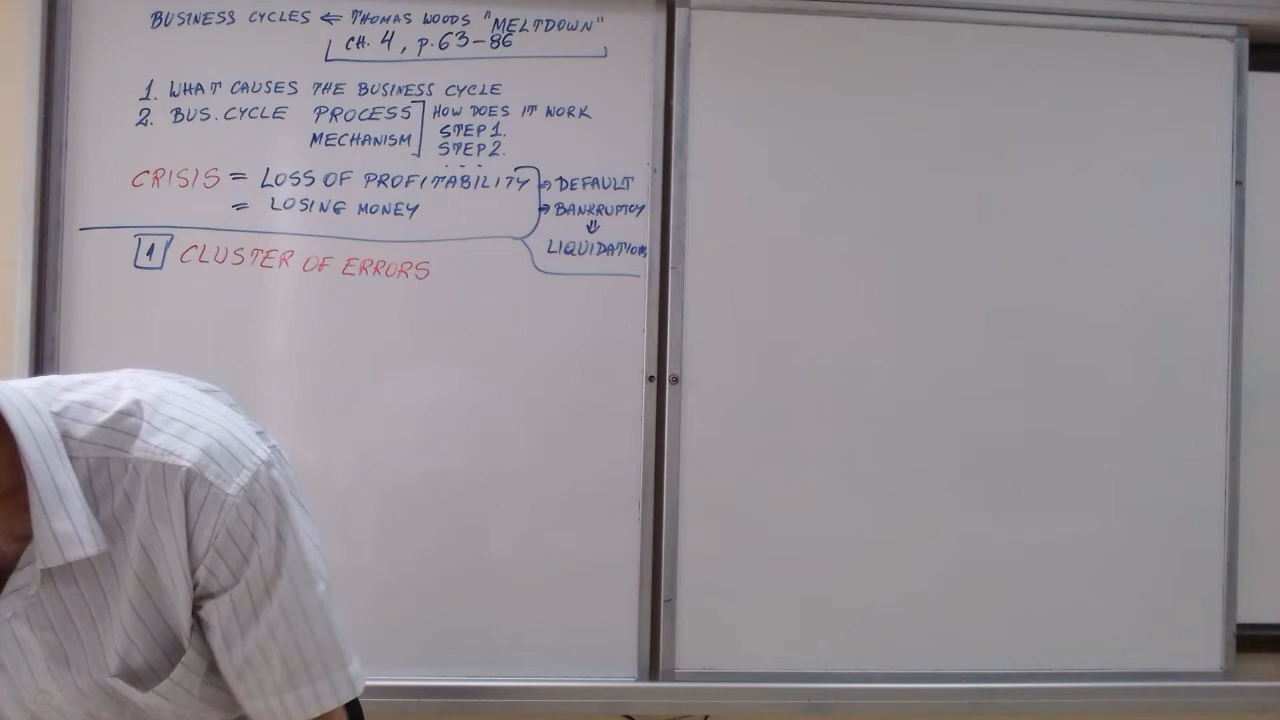 BUSINESS CYCLES ⇐ THOMAS WOODS "MELTDOWN"
CH. 4, p. 63-86
1. WHAT CAUSES THE BUSINESS CYCLE
2. BUS. CYCLE PROCESS HOW DOES IT WORK
MECHANISM STEP 1.
STEP 2.
...
CRISIS = LOSS OF PROFITABILITY ⇒ DEFAULT
= LOSING MONEY ⇒ BANKRUPTCY
⇓
LIQUIDATION
1 CLUSTER OF ERRORS